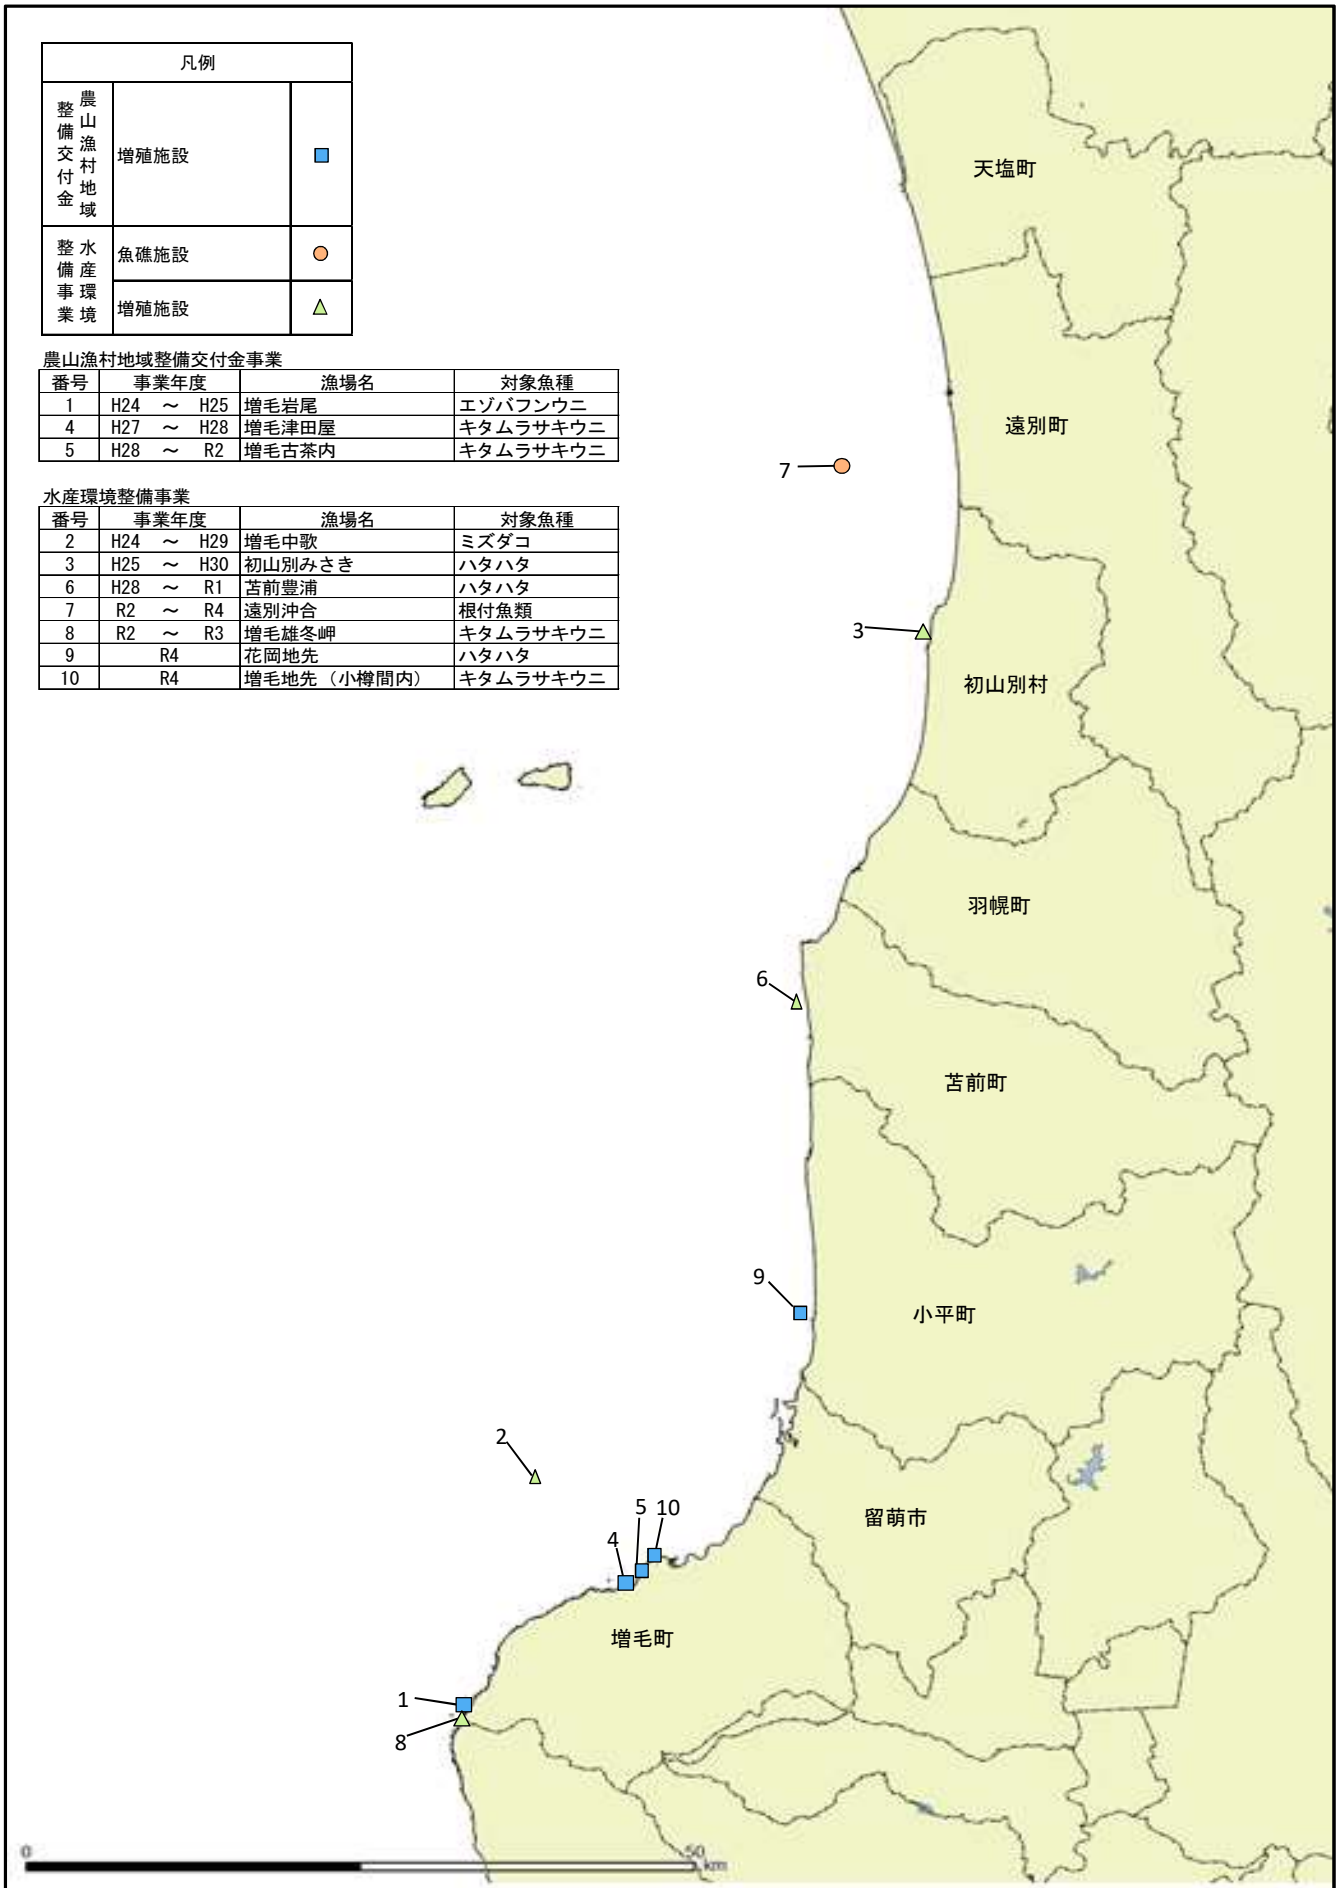 凡例
農山漁村地域
整備交付金
増殖施設
水産環境
整備事業
魚礁施設
増殖施設
農山漁村地域整備交付金事業
番号 事業年度 漁場名 対象魚種
1 H24 ～ H25 増毛岩尾 エゾバフンウニ
4 H27 ～ H28 増毛津田屋 キタムラサキウニ
5 H28 ～ R2 増毛古茶内 キタムラサキウニ
水産環境整備事業
番号 事業年度 漁場名 対象魚種
2 H24 ～ H29 増毛中歌 ミズダコ
3 H25 ～ H30 初山別みさき ハタハタ
6 H28 ～ R1 苫前豊浦 ハタハタ
7 R2 ～ R4 遠別沖合 根付魚類
8 R2 ～ R3 増毛雄冬岬 キタムラサキウニ
9 R4 花岡地先 ハタハタ
10 R4 増毛地先（小樽間内） キタムラサキウニ
天塩町
遠別町
7
3
初山別村
羽幌町
6
苫前町
9
小平町
2
5 10
留萌市
4
増毛町
1
8
0 50
km